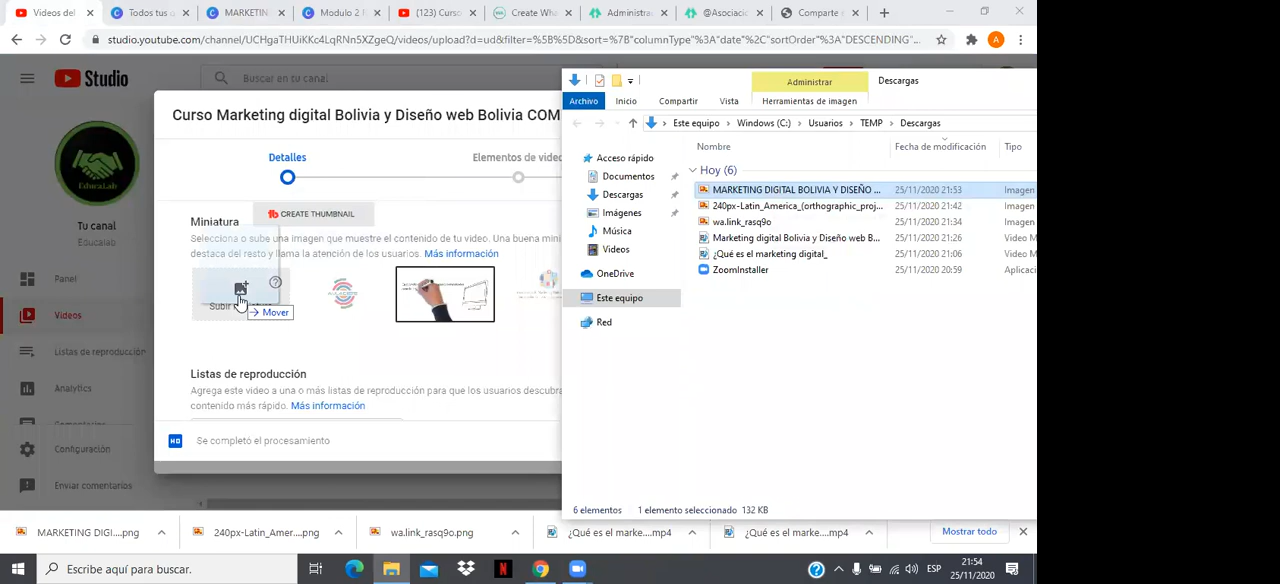 Videos del
Todos tus
MARKETIN
Modulo 2
(123) Curso
Create Wha
Administra
@Asociació
Comparte e
studio.youtube.com/channel/UCHgaTHUiKKc4LqRNn5XZgeQ/videos/upload?d=ud&filter=%5B%5D&sort=%7B"columnType"%3A"date"%2C"sortOrder"%3A"DESCENDING"...
A
Studio
Buscar en tu canal
EducaLab
Tu canal
Educalab
Panel
Videos
Listas de reproducción
Analytics
Comentarios
Configuración
Enviar comentarios
Curso Marketing digital Bolivia y Diseño web Bolivia COM
Detalles
Elementos de video
Miniatura
CREATE THUMBNAIL
Selecciona o sube una imagen que muestre el contenido de tu video. Una buena mini
destaca del resto y llama la atención de los usuarios. Más información
Subir
Mover
Listas de reproducción
Agrega este video a una o más listas de reproducción para que los usuarios descubra
contenido más rápido. Más información
HD Se completó el procesamiento
Administrar
Descargas
Archivo Inicio Compartir Vista Herramientas de imagen
Este equipo > Windows (C:) > Usuarios > TEMP > Descargas
Nombre Fecha de modificación Tipo
Acceso rápido
Documentos
Descargas
Imágenes
Música
Videos
OneDrive
Este equipo
Red
Hoy (6)
MARKETING DIGITAL BOLIVIA Y DISEÑO ... 25/11/2020 21:53 Imagen
240px-Latin_America_(orthographic_proj... 25/11/2020 21:42 Imagen
wa.link_rasq9o 25/11/2020 21:34 Imagen
Marketing digital Bolivia y Diseño web B... 25/11/2020 21:26 Video M
¿Qué es el marketing digital_ 25/11/2020 21:06 Video M
ZoomInstaller 25/11/2020 20:59 Aplicaci
6 elementos 1 elemento seleccionado 132 KB
MARKETING DIGI....png
240px-Latin_Amer....png
wa.link_rasq9o.png
¿Qué es el marke....mp4
¿Qué es el marke....mp4
Mostrar todo
Escribe aquí para buscar.
N
ESP
21:54
25/11/2020